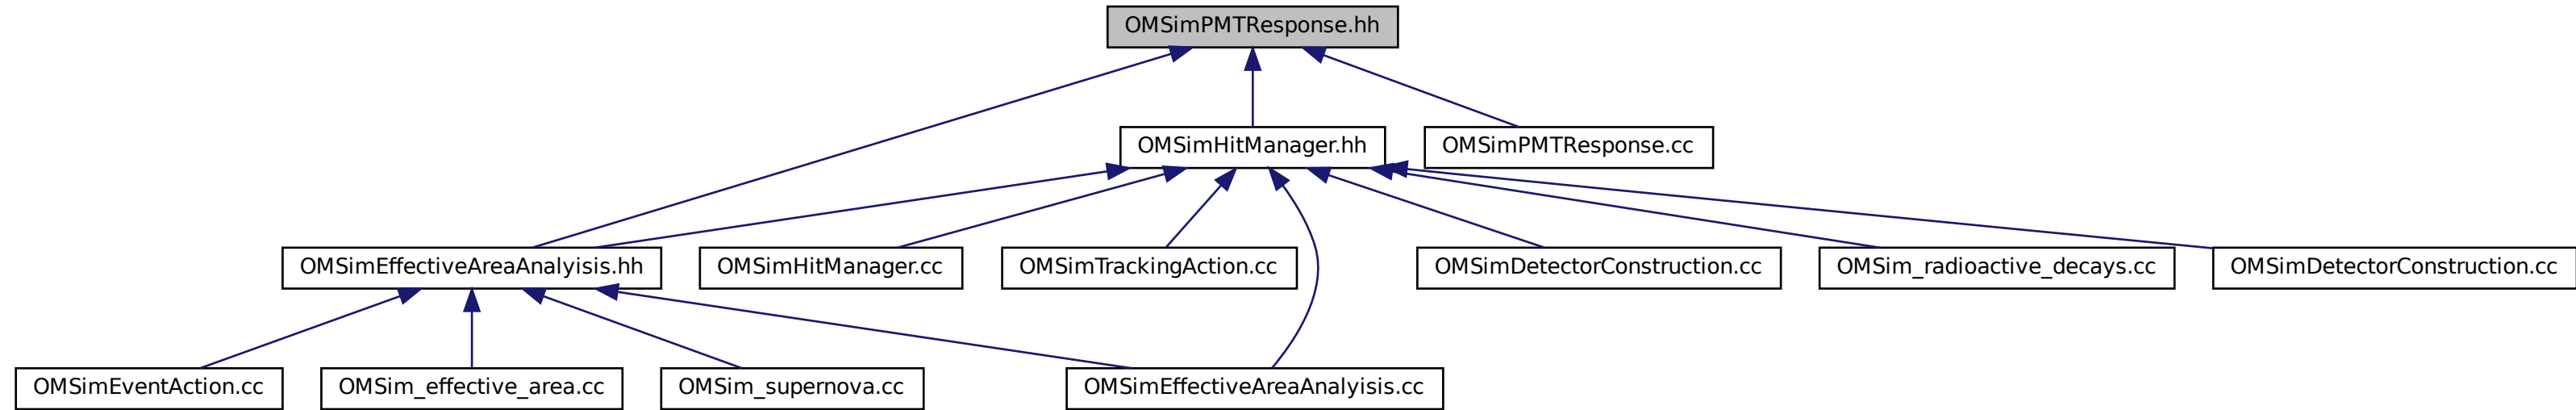 OMSimPMTResponse.hh
OMSimHitManager.hh
OMSimPMTResponse.cc
OMSimEffectiveAreaAnalyisis.hh
OMSimHitManager.cc
OMSimTrackingAction.cc
OMSimDetectorConstruction.cc
OMSim_radioactive_decays.cc
OMSimDetectorConstruction.cc
OMSimEventAction.cc
OMSim_effective_area.cc
OMSim_supernova.cc
OMSimEffectiveAreaAnalyisis.cc